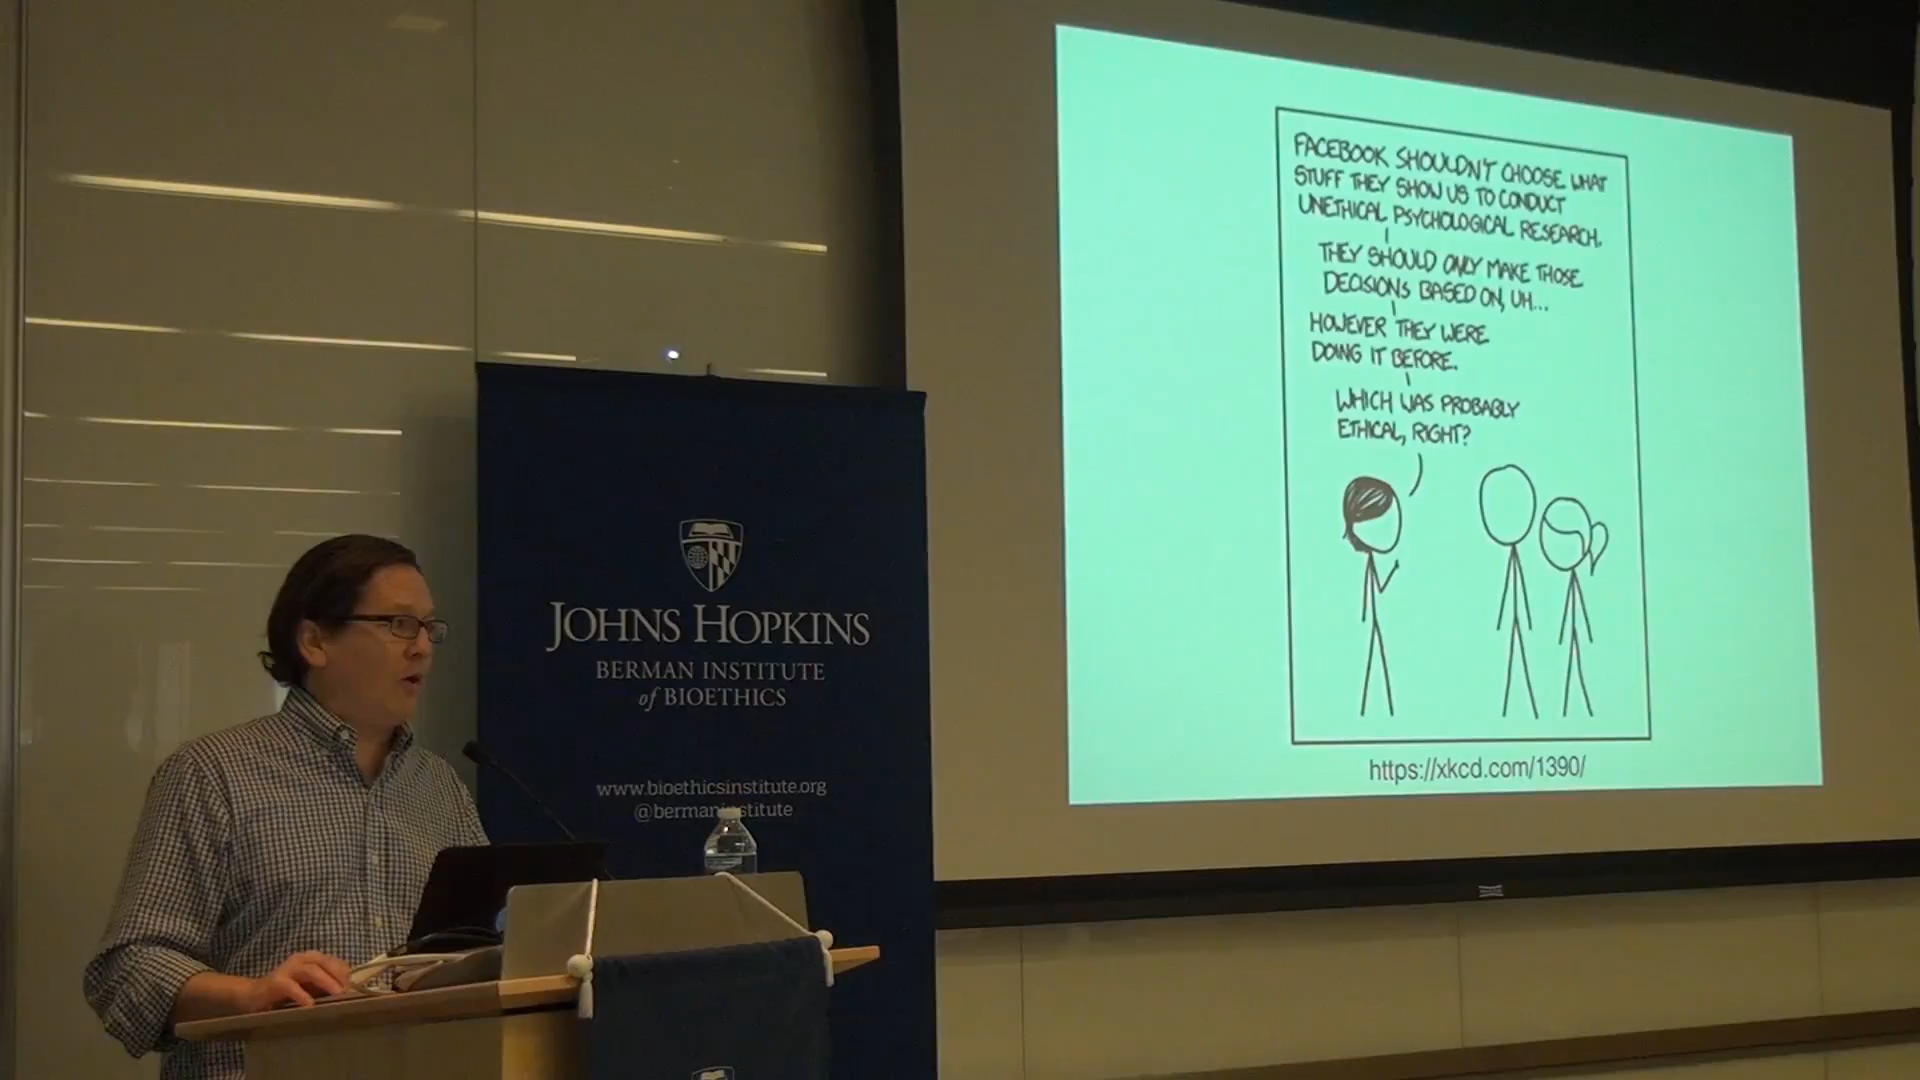 FACEBOOK SHOULDN'T CHOOSE WHAT
STUFF THEY SHOW US TO CONDUCT
UNETHICAL PSYCHOLOGICAL RESEARCH.
THEY SHOULD ONLY MAKE THOSE
DECISIONS BASED ON, UH...
HOWEVER THEY WERE
DOING IT BEFORE.
WHICH WAS PROBABLY
ETHICAL, RIGHT?
https://xkcd.com/1390/
JOHNS HOPKINS
BERMAN INSTITUTE
of BIOETHICS
www.bioethicsinstitute.org
@bermaninstitute